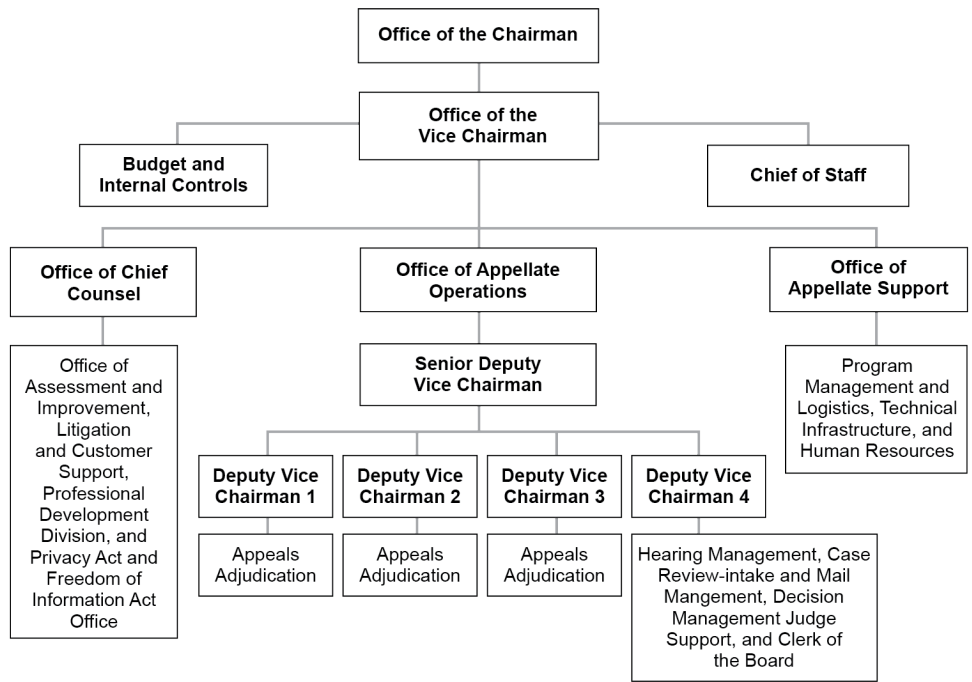 Office of the Chairman
Office of the
Vice Chairman
Budget and
Internal Controls
Chief of Staff
Office of Chief
Counsel
Office of Appellate
Operations
Office of
Appellate Support
Office of
Assessment and
Improvement,
Litigation
and Customer
Support,
Professional
Development
Division, and
Privacy Act and
Freedom of
Information Act
Office
Senior Deputy
Vice Chairman
Program
Management and
Logistics, Technical
Infrastructure, and
Human Resources
Deputy Vice
Chairman 1
Deputy Vice
Chairman 2
Deputy Vice
Chairman 3
Deputy Vice
Chairman 4
Appeals
Adjudication
Appeals
Adjudication
Appeals
Adjudication
Hearing Management, Case
Review-intake and Mail
Mangement, Decision
Management Judge
Support, and Clerk of
the Board